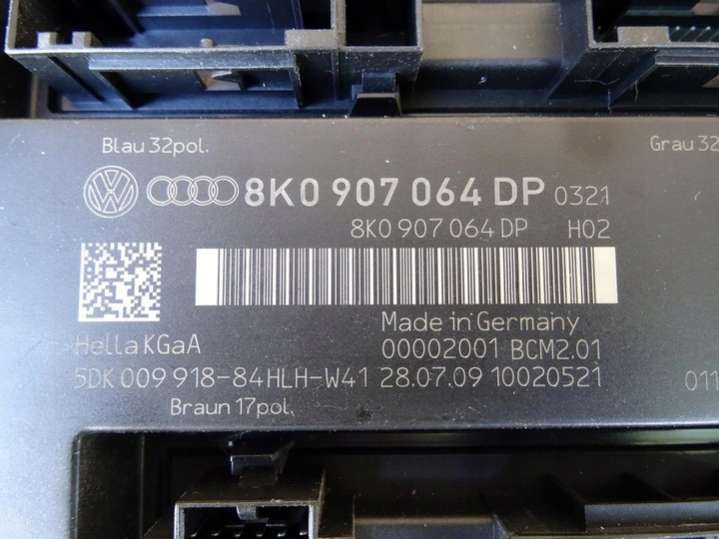 Blau 32pol.
Grau 32
8K0 907 064 DP 0321
8K0 907 064 DP H02
Made in Germany
Hella KGaA
00002001 BCM2.01
5DK 009 918-84HLH-W41 28.07.09 10020521
011
Braun 17pol.